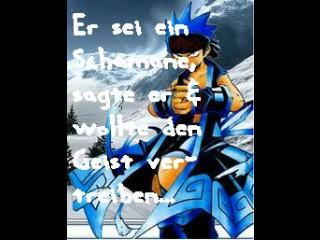 Er sei ein
Schamane,
sagte er &
wollte den
Geist ver-
treiben...